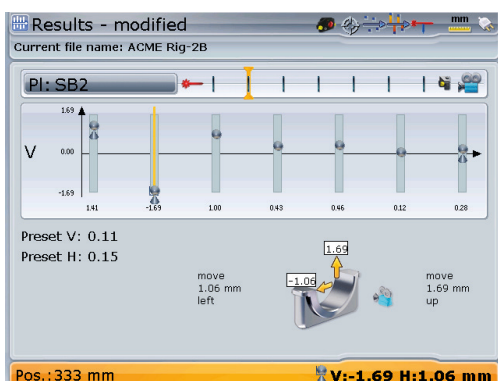 Results - modified
mm
Current file name: ACME Rig-2B
Pl: SB2
1.69
V
0.00
-1.69
1.41 -1.69 1.00 0.43 0.46 0.12 0.28
Preset V: 0.11
Preset H: 0.15
1.69
-1.06
move
1.06 mm
left
move
1.69 mm
up
Pos.:333 mm
V:-1.69 H:1.06 mm